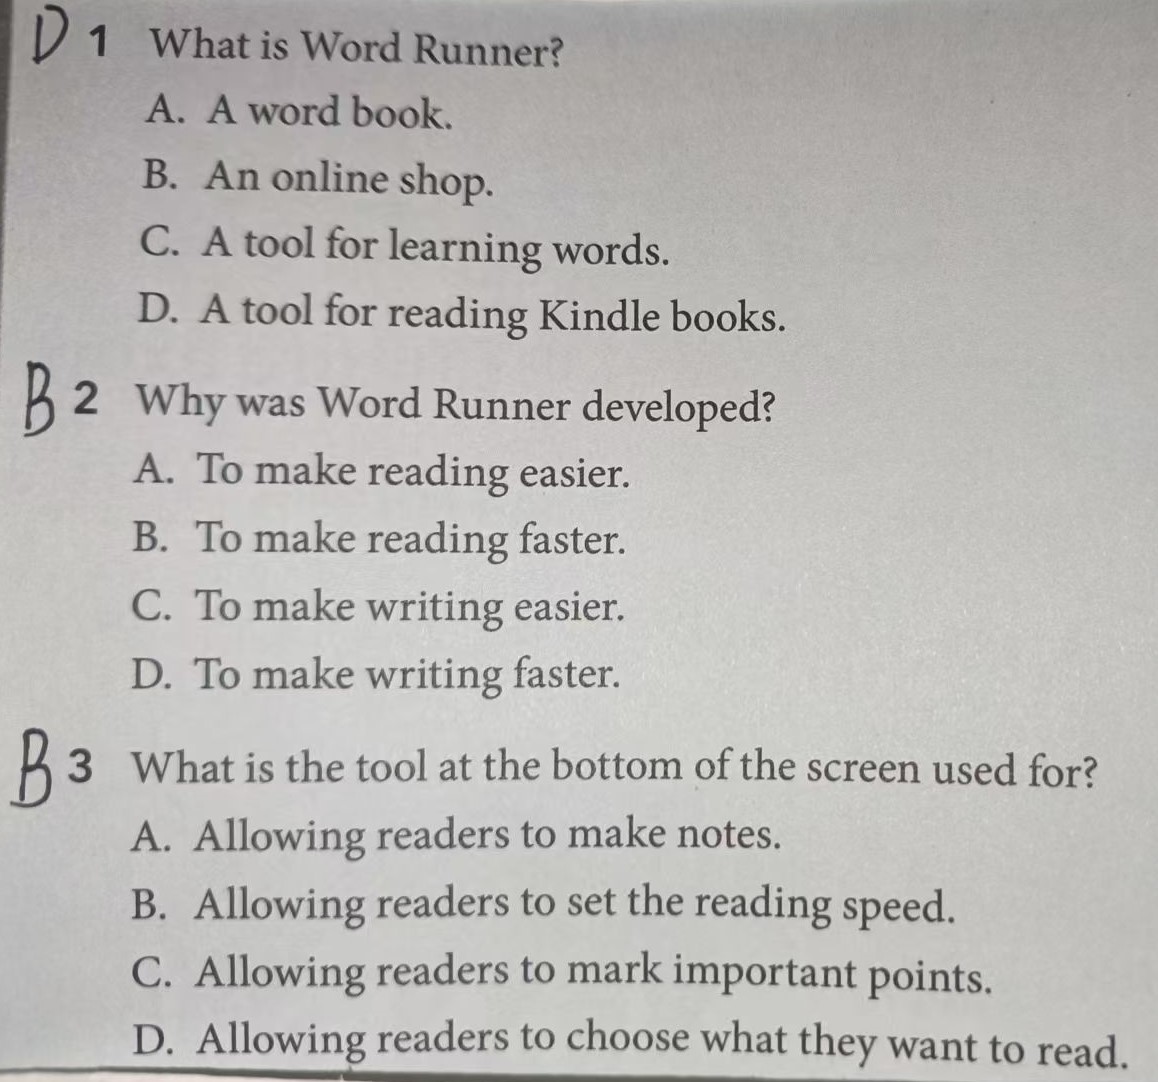 D 1 What is Word Runner?
A. A word book.
B. An online shop.
C. A tool for learning words.
D. A tool for reading Kindle books.
B 2 Why was Word Runner developed?
A. To make reading easier.
B. To make reading faster.
C. To make writing easier.
D. To make writing faster.
B 3 What is the tool at the bottom of the screen used for?
A. Allowing readers to make notes.
B. Allowing readers to set the reading speed.
C. Allowing readers to mark important points.
D. Allowing readers to choose what they want to read.